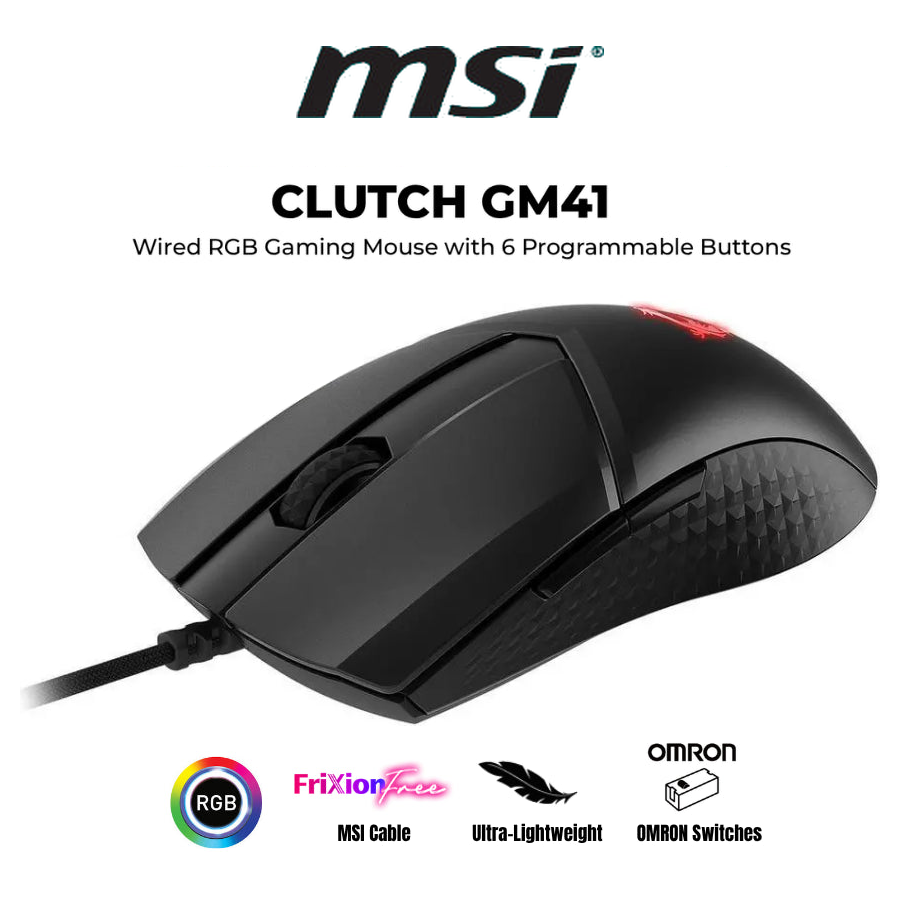 msi®
CLUTCH GM41
Wired RGB Gaming Mouse with 6 Programmable Buttons
RGB
FriXionFree
MSI Cable
Ultra-Lightweight
OMRON
OMRON Switches